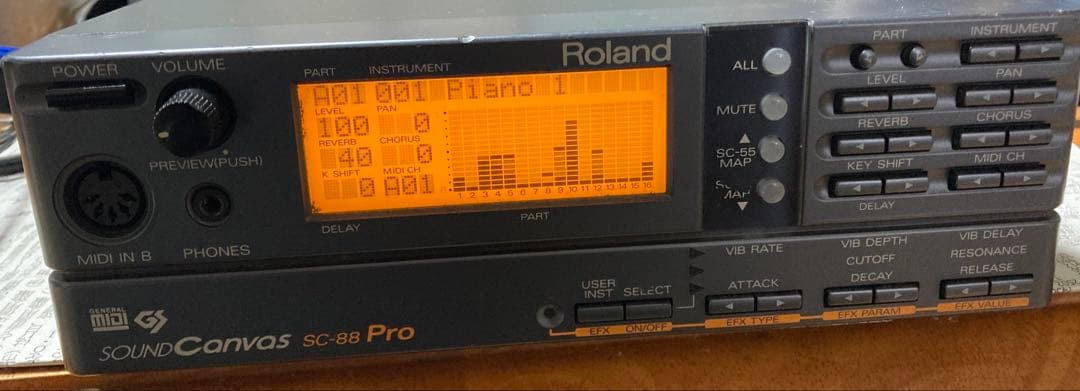 Roland
POWER
VOLUME
PREVIEW(PUSH)
MIDI IN B
PHONES
PART INSTRUMENT
A01 001 Piano 1
LEVEL PAN
100 0
REVERB CHORUS
40 0
K SHIFT MIDI CH
0 A01
1 2 3 4 5 6 7 8 9 10 11 12 13 14 15 16
DELAY
PART
ALL
MUTE
SC-55
MAP
MAP
PART
INSTRUMENT
LEVEL
PAN
REVERB
CHORUS
KEY SHIFT
MIDI CH
DELAY
GENERAL
MIDI GS
SOUND Canvas SC-88 Pro
USER
INST
SELECT
EFX ON/OFF
VIB RATE
ATTACK
EFX TYPE
VIB DEPTH
CUTOFF
DECAY
EFX PARAM
VIB DELAY
RESONANCE
RELEASE
EFX VALUE